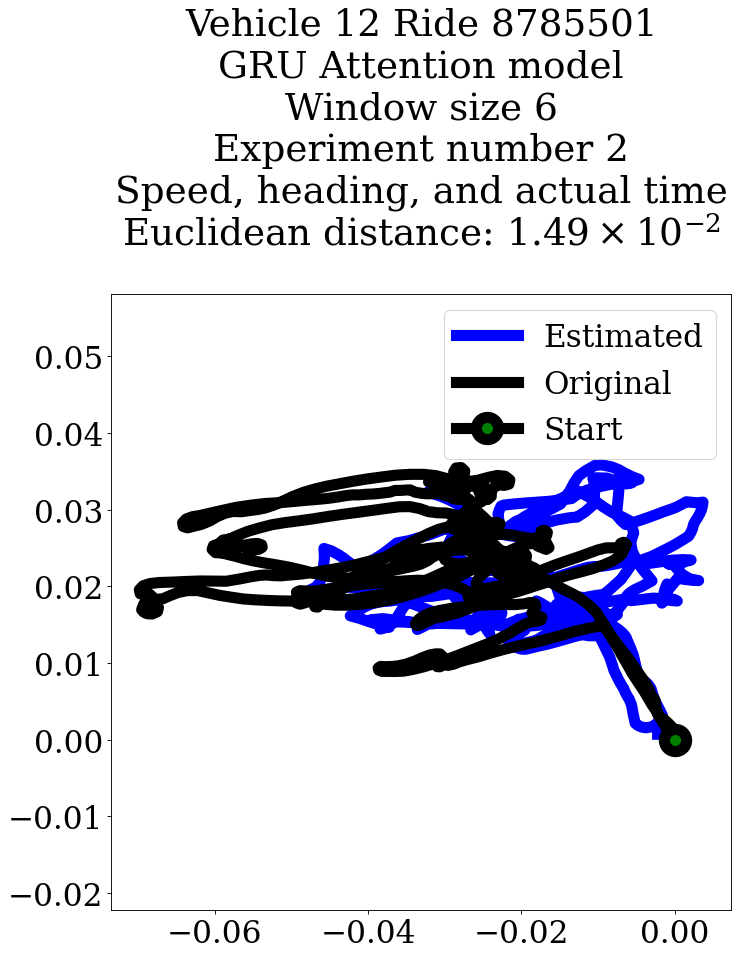 Vehicle 12 Ride 8785501
GRU Attention model
Window size 6
Experiment number 2
Speed, heading, and actual time
Euclidean distance: 1.49 × 10⁻²
Estimated
Original
Start
0.05
0.04
0.03
0.02
0.01
0.00
−0.01
−0.02
−0.06 −0.04 −0.02 0.00